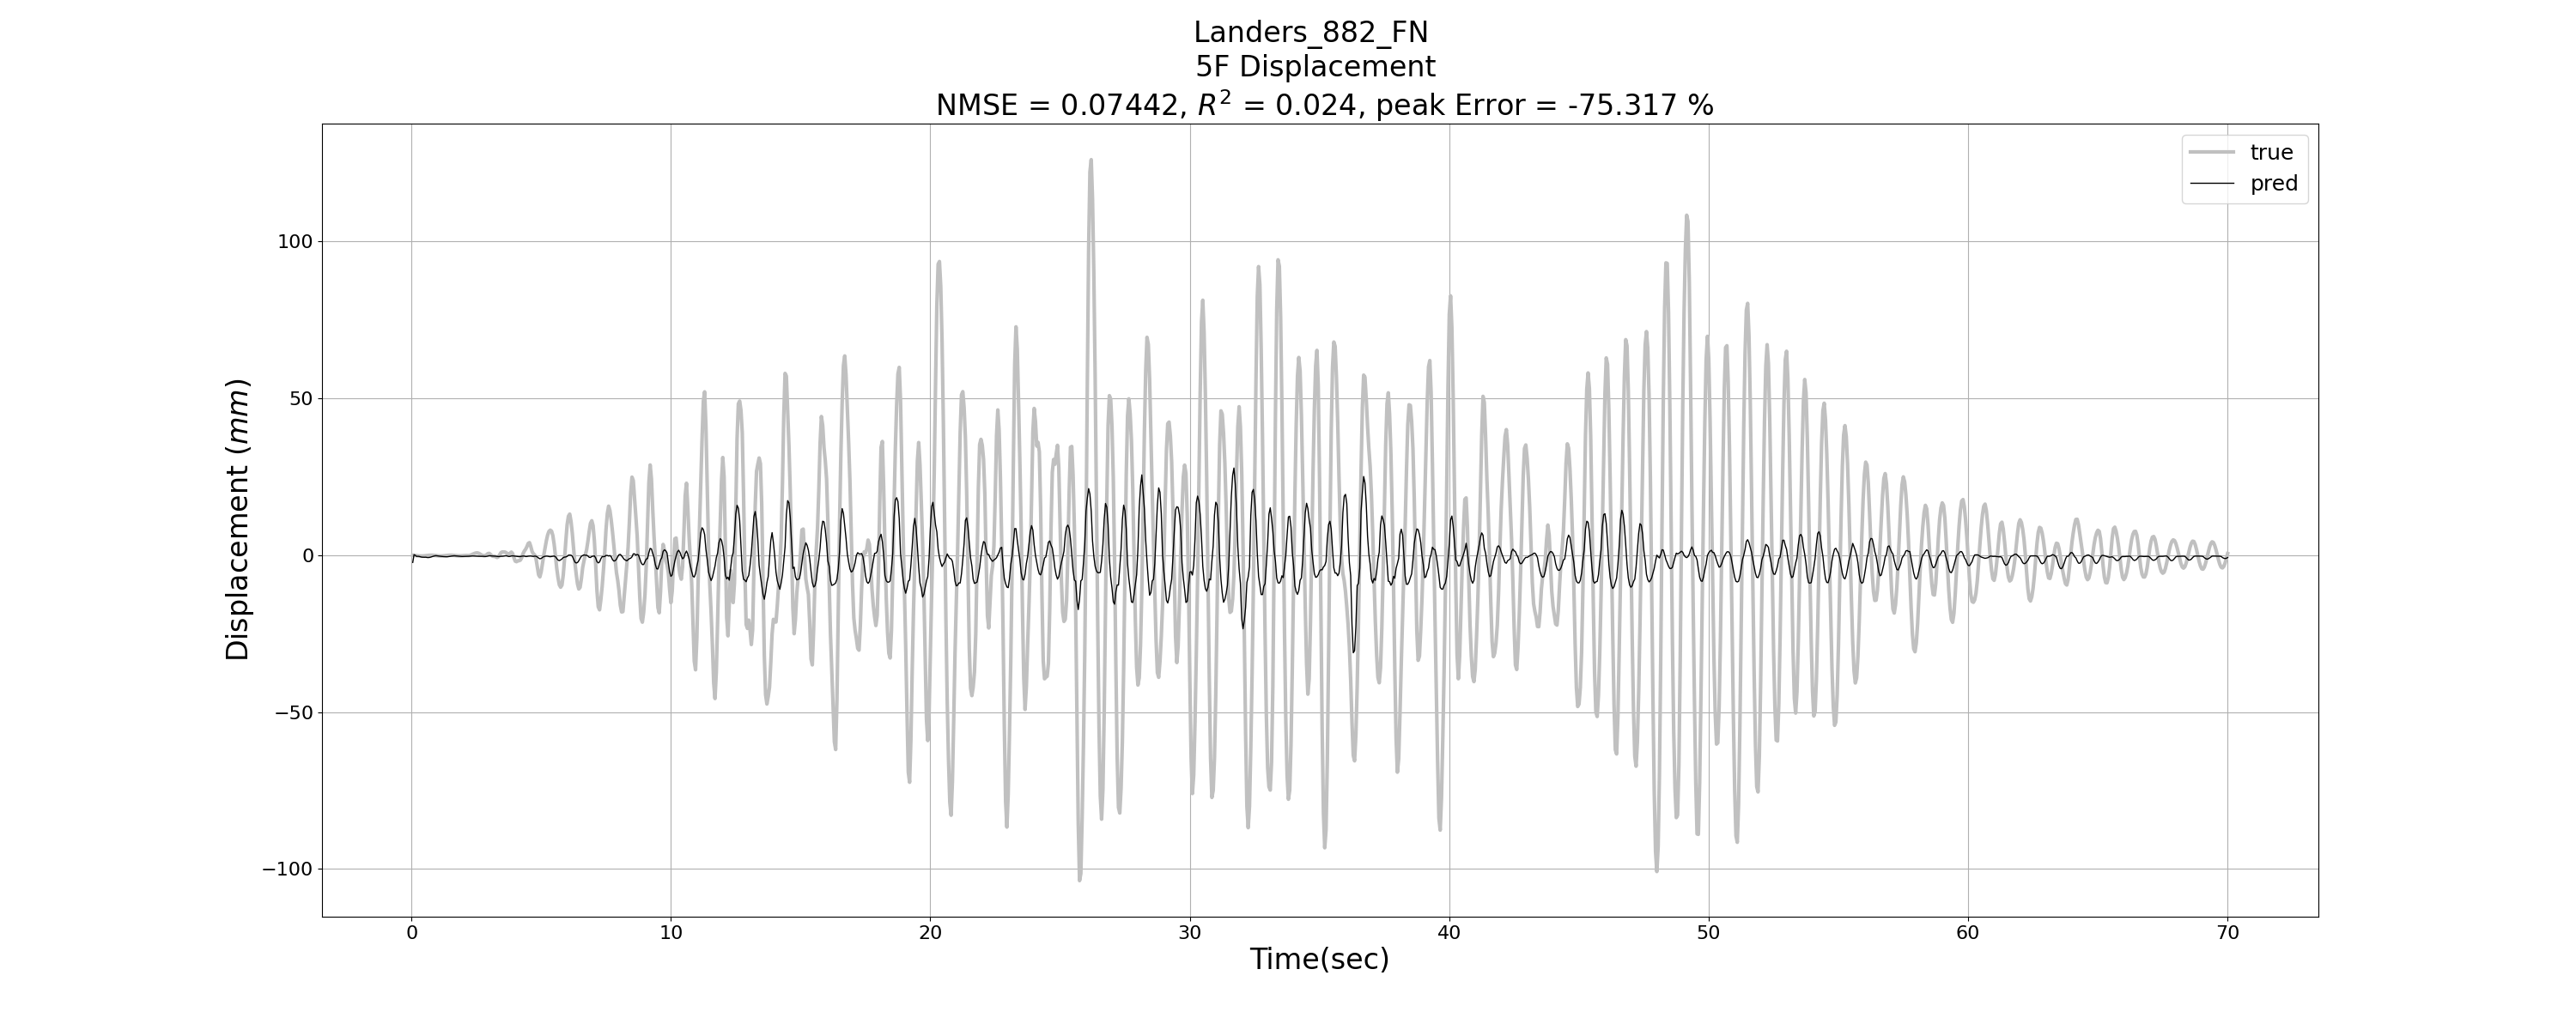 Landers_882_FN
5F Displacement
NMSE = 0.07442, R² = 0.024, peak Error = -75.317 %
true
pred
Displacement (mm)
100
50
0
−50
−100
0 10 20 30 40 50 60 70
Time(sec)